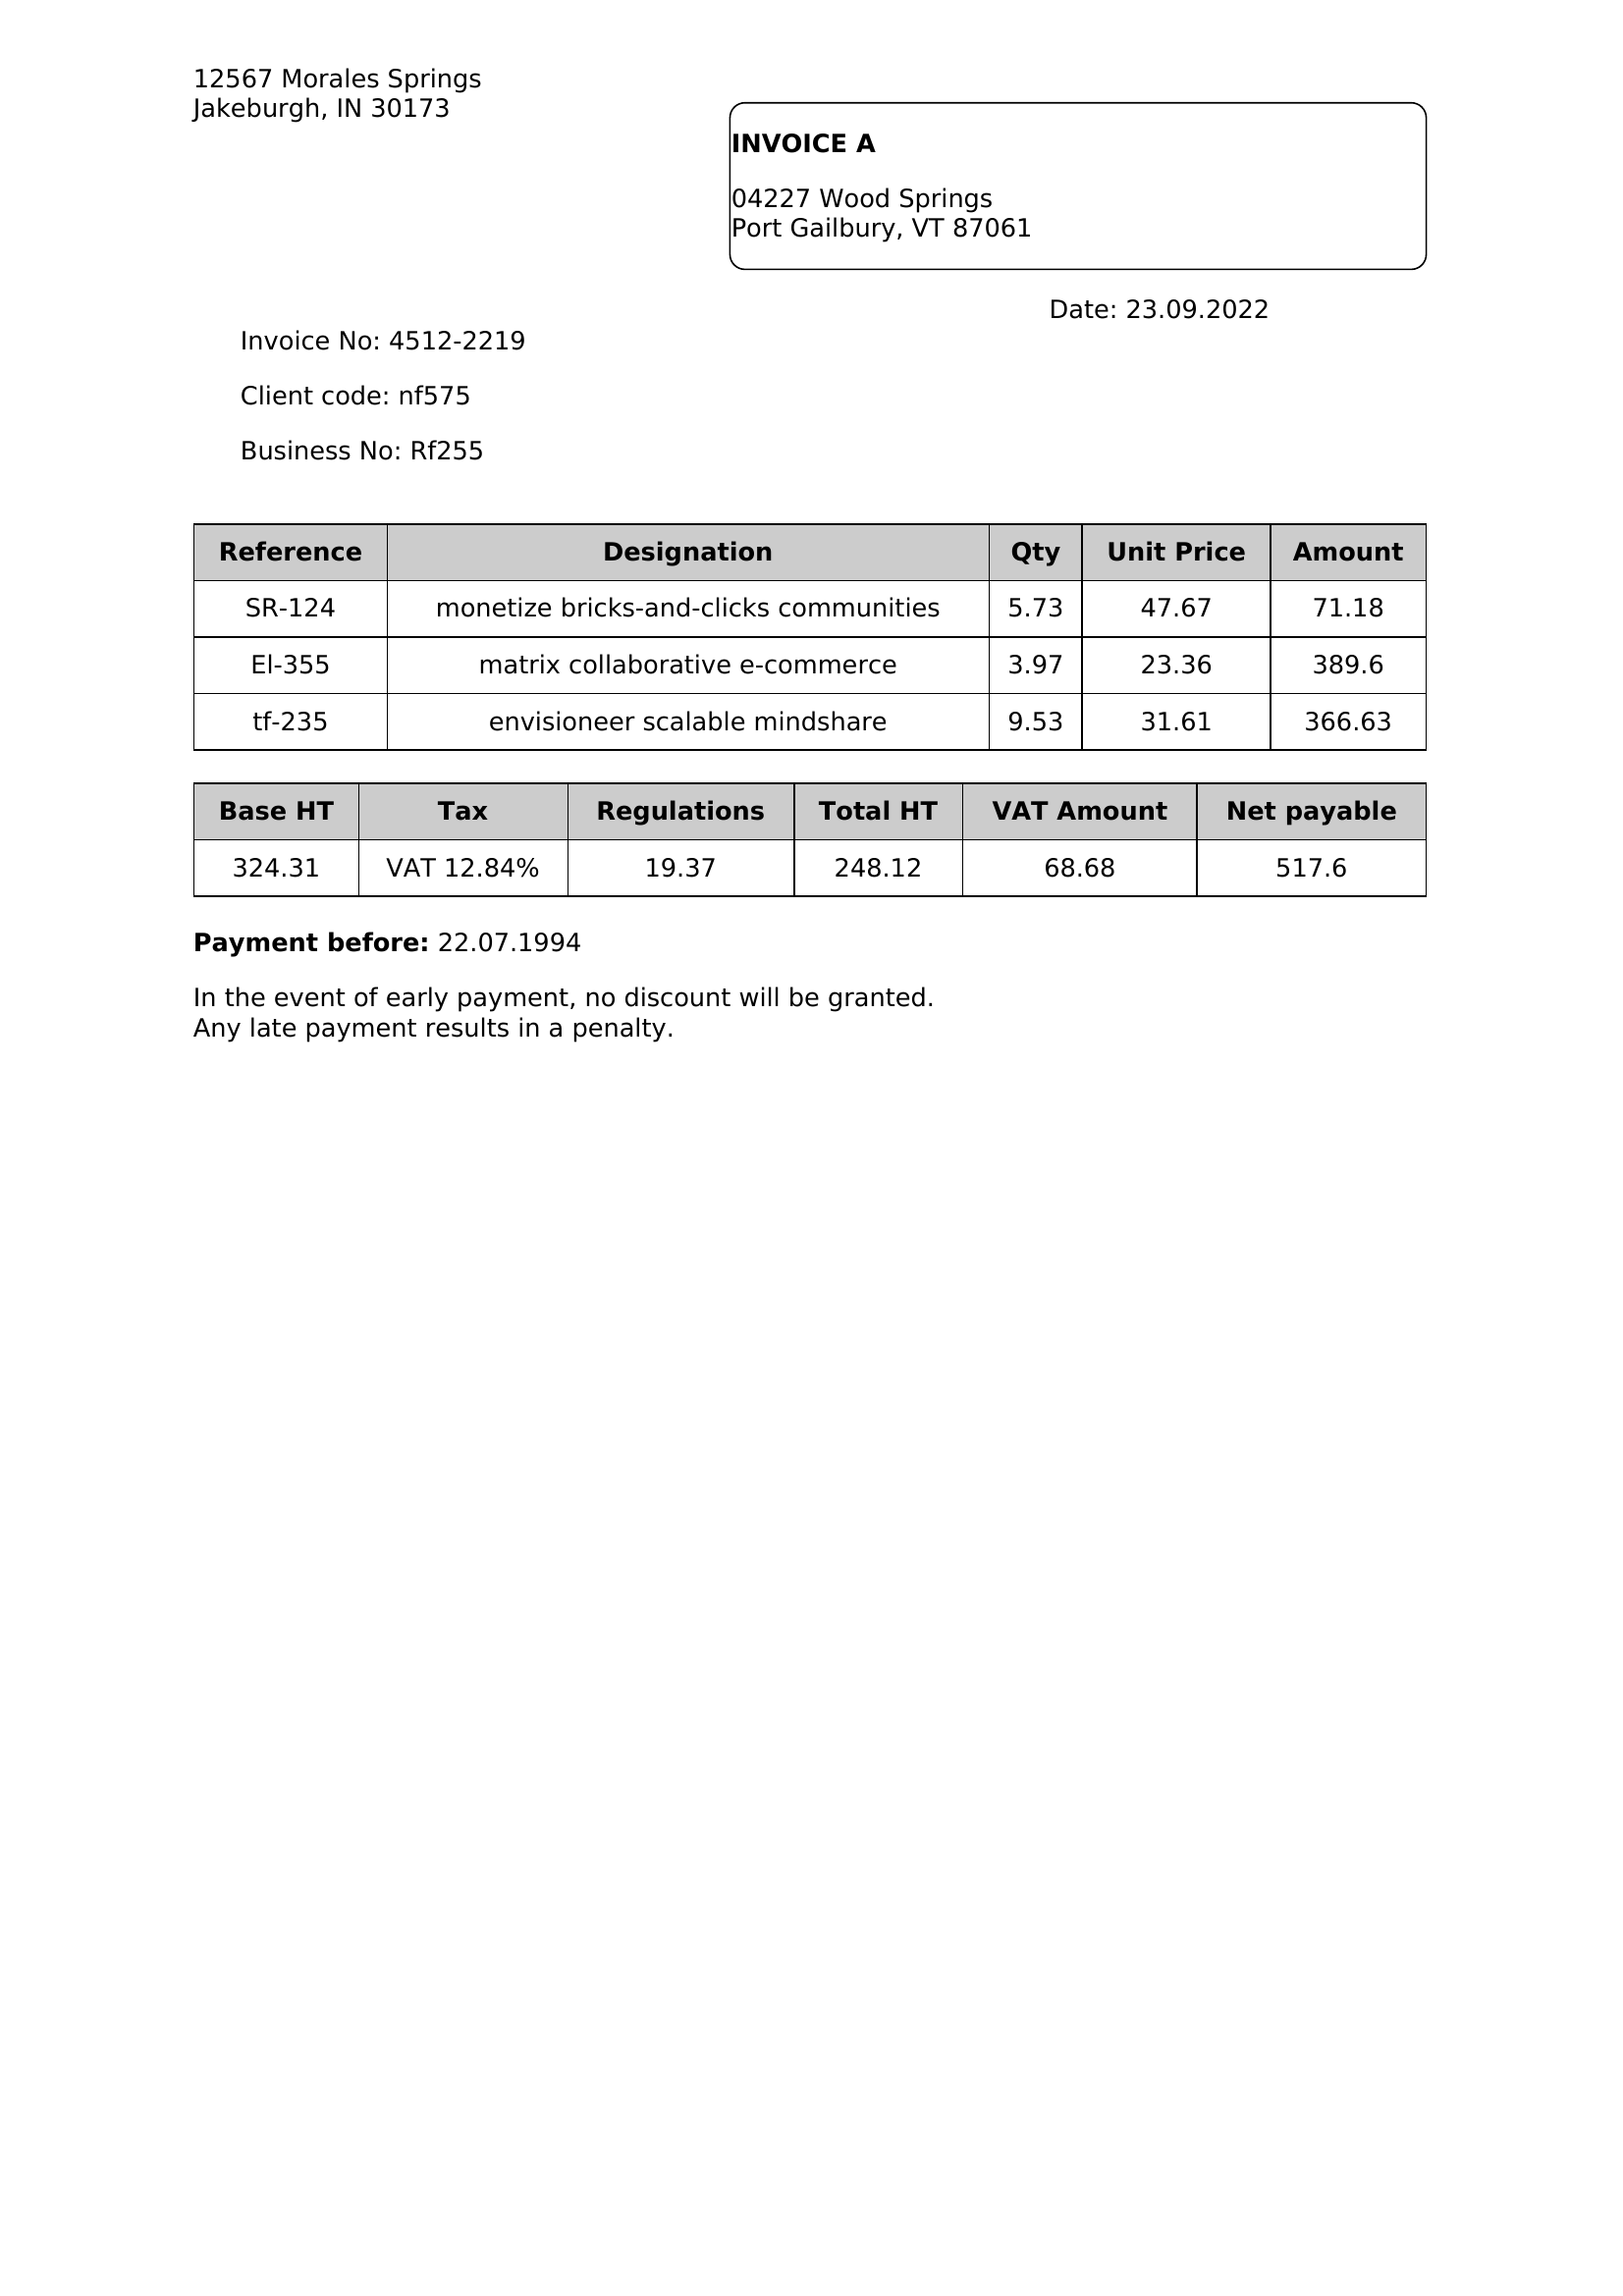 12567 Morales Springs
Jakeburgh, IN 30173
INVOICE A
04227 Wood Springs
Port Gailbury, VT 87061
Date: 23.09.2022
Invoice No: 4512-2219
Client code: nf575
Business No: Rf255
Reference Designation Qty Unit Price Amount
SR-124 monetize bricks-and-clicks communities 5.73 47.67 71.18
El-355 matrix collaborative e-commerce 3.97 23.36 389.6
tf-235 envisioneer scalable mindshare 9.53 31.61 366.63
Base HT Tax Regulations Total HT VAT Amount Net payable
324.31 VAT 12.84% 19.37 248.12 68.68 517.6
Payment before: 22.07.1994
In the event of early payment, no discount will be granted.
Any late payment results in a penalty.